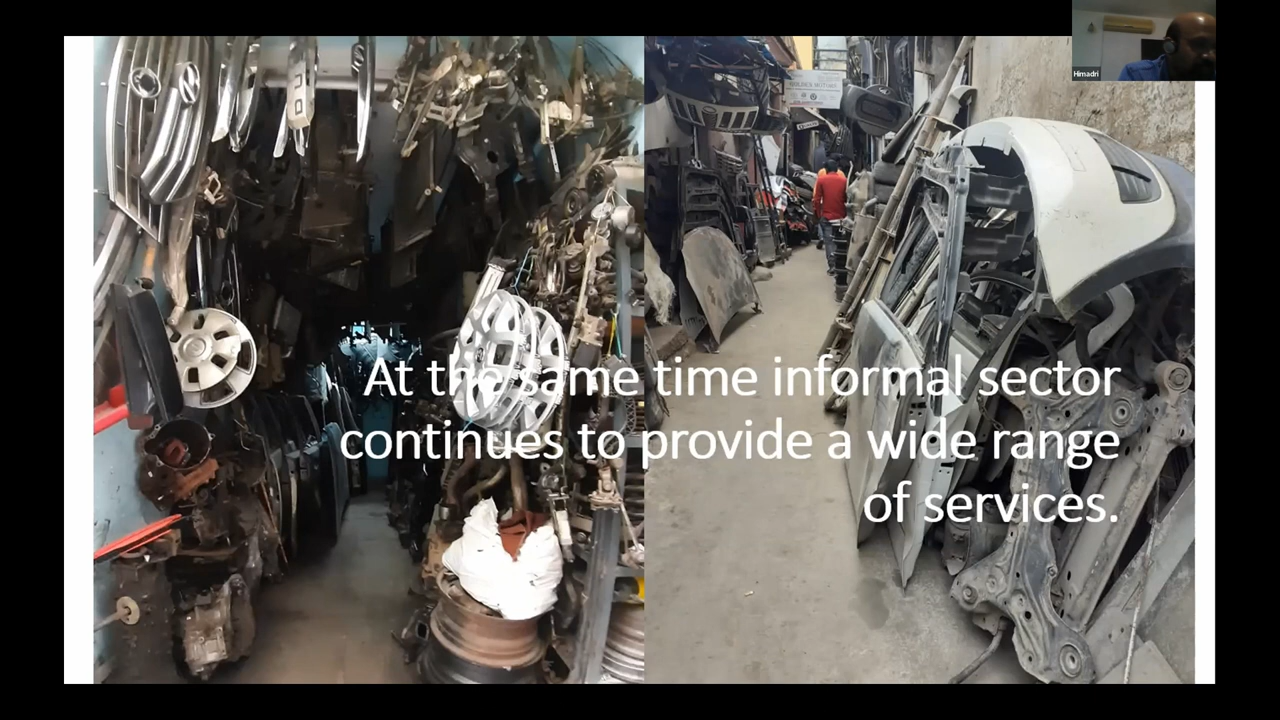 Himadri
At the same time informal sector
continues to provide a wide range
of services.